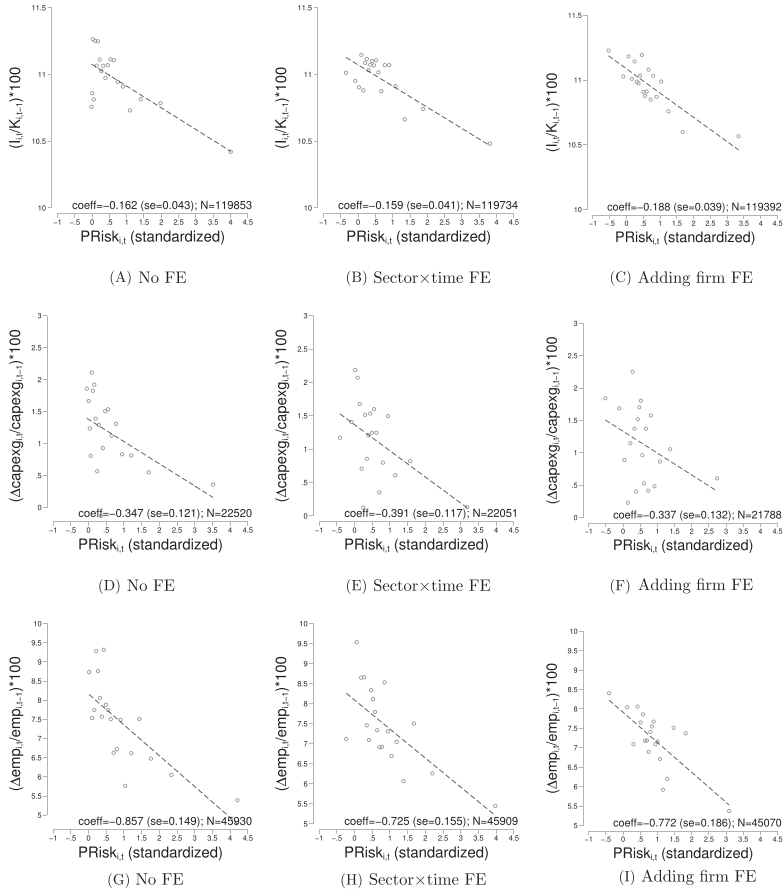 11.5
11
10.5
10
(I_{i,t}/K_{i,t−1})*100
coeff=−0.162 (se=0.043); N=119853
−1 −.5 0 .5 1 1.5 2 2.5 3 3.5 4 4.5
PRisk_{i,t} (standardized)
(A) No FE
11.5
11
10.5
10
(I_{i,t}/K_{i,t−1})*100
coeff=−0.159 (se=0.041); N=119734
−1 −.5 0 .5 1 1.5 2 2.5 3 3.5 4 4.5
PRisk_{i,t} (standardized)
(B) Sector×time FE
11.5
11
10.5
10
(I_{i,t}/K_{i,t−1})*100
coeff=−0.188 (se=0.039); N=119392
−1 −.5 0 .5 1 1.5 2 2.5 3 3.5 4 4.5
PRisk_{i,t} (standardized)
(C) Adding firm FE
3
2.5
2
1.5
1
.5
0
(Δcapexg_{i,t}/capexg_{i,t−1})*100
coeff=−0.347 (se=0.121); N=22520
−1 −.5 0 .5 1 1.5 2 2.5 3 3.5 4 4.5
PRisk_{i,t} (standardized)
(D) No FE
3
2.5
2
1.5
1
.5
0
(Δcapexg_{i,t}/capexg_{i,t−1})*100
coeff=−0.391 (se=0.117); N=22051
−1 −.5 0 .5 1 1.5 2 2.5 3 3.5 4 4.5
PRisk_{i,t} (standardized)
(E) Sector×time FE
3
2.5
2
1.5
1
.5
0
(Δcapexg_{i,t}/capexg_{i,t−1})*100
coeff=−0.337 (se=0.132); N=21788
−1 −.5 0 .5 1 1.5 2 2.5 3 3.5 4 4.5
PRisk_{i,t} (standardized)
(F) Adding firm FE
10
9.5
9
8.5
8
7.5
7
6.5
6
5.5
5
(Δemp_{i,t}/emp_{i,t−1})*100
coeff=−0.857 (se=0.149); N=45930
−1 −.5 0 .5 1 1.5 2 2.5 3 3.5 4 4.5
PRisk_{i,t} (standardized)
(G) No FE
10
9.5
9
8.5
8
7.5
7
6.5
6
5.5
5
(Δemp_{i,t}/emp_{i,t−1})*100
coeff=−0.725 (se=0.155); N=45909
−1 −.5 0 .5 1 1.5 2 2.5 3 3.5 4 4.5
PRisk_{i,t} (standardized)
(H) Sector×time FE
10
9.5
9
8.5
8
7.5
7
6.5
6
5.5
5
(Δemp_{i,t}/emp_{i,t−1})*100
coeff=−0.772 (se=0.186); N=45070
−1 −.5 0 .5 1 1.5 2 2.5 3 3.5 4 4.5
PRisk_{i,t} (standardized)
(I) Adding firm FE